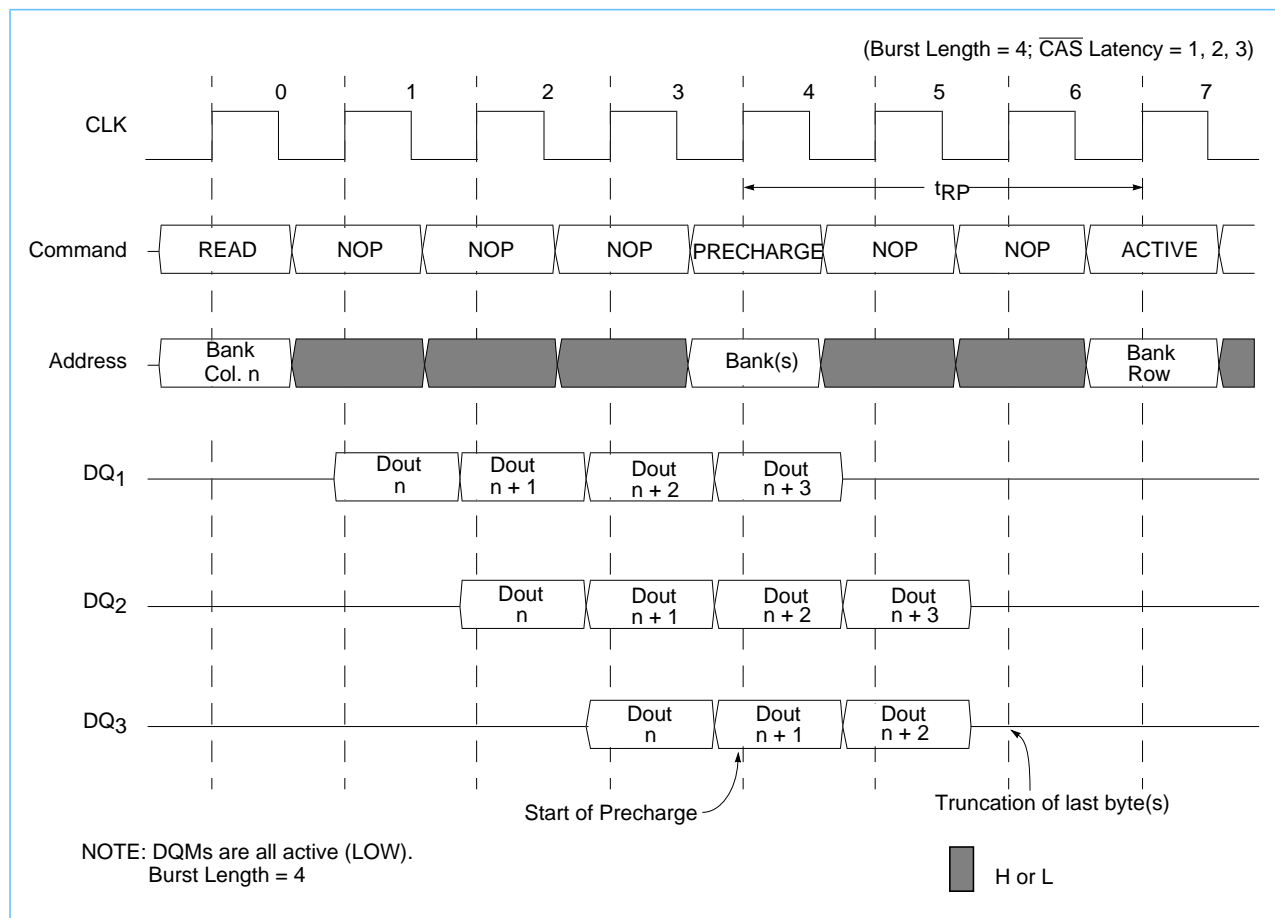 (Burst Length = 4; CAS Latency = 1, 2, 3)
0 1 2 3 4 5 6 7
CLK
tRP
Command READ NOP NOP NOP PRECHARGE NOP NOP ACTIVE
Address Bank Col. n Bank(s) Bank Row
DQ1 Dout n Dout n + 1 Dout n + 2 Dout n + 3
DQ2 Dout n Dout n + 1 Dout n + 2 Dout n + 3
DQ3 Dout n Dout n + 1 Dout n + 2
Start of Precharge
Truncation of last byte(s)
NOTE: DQMs are all active (LOW).
Burst Length = 4
H or L